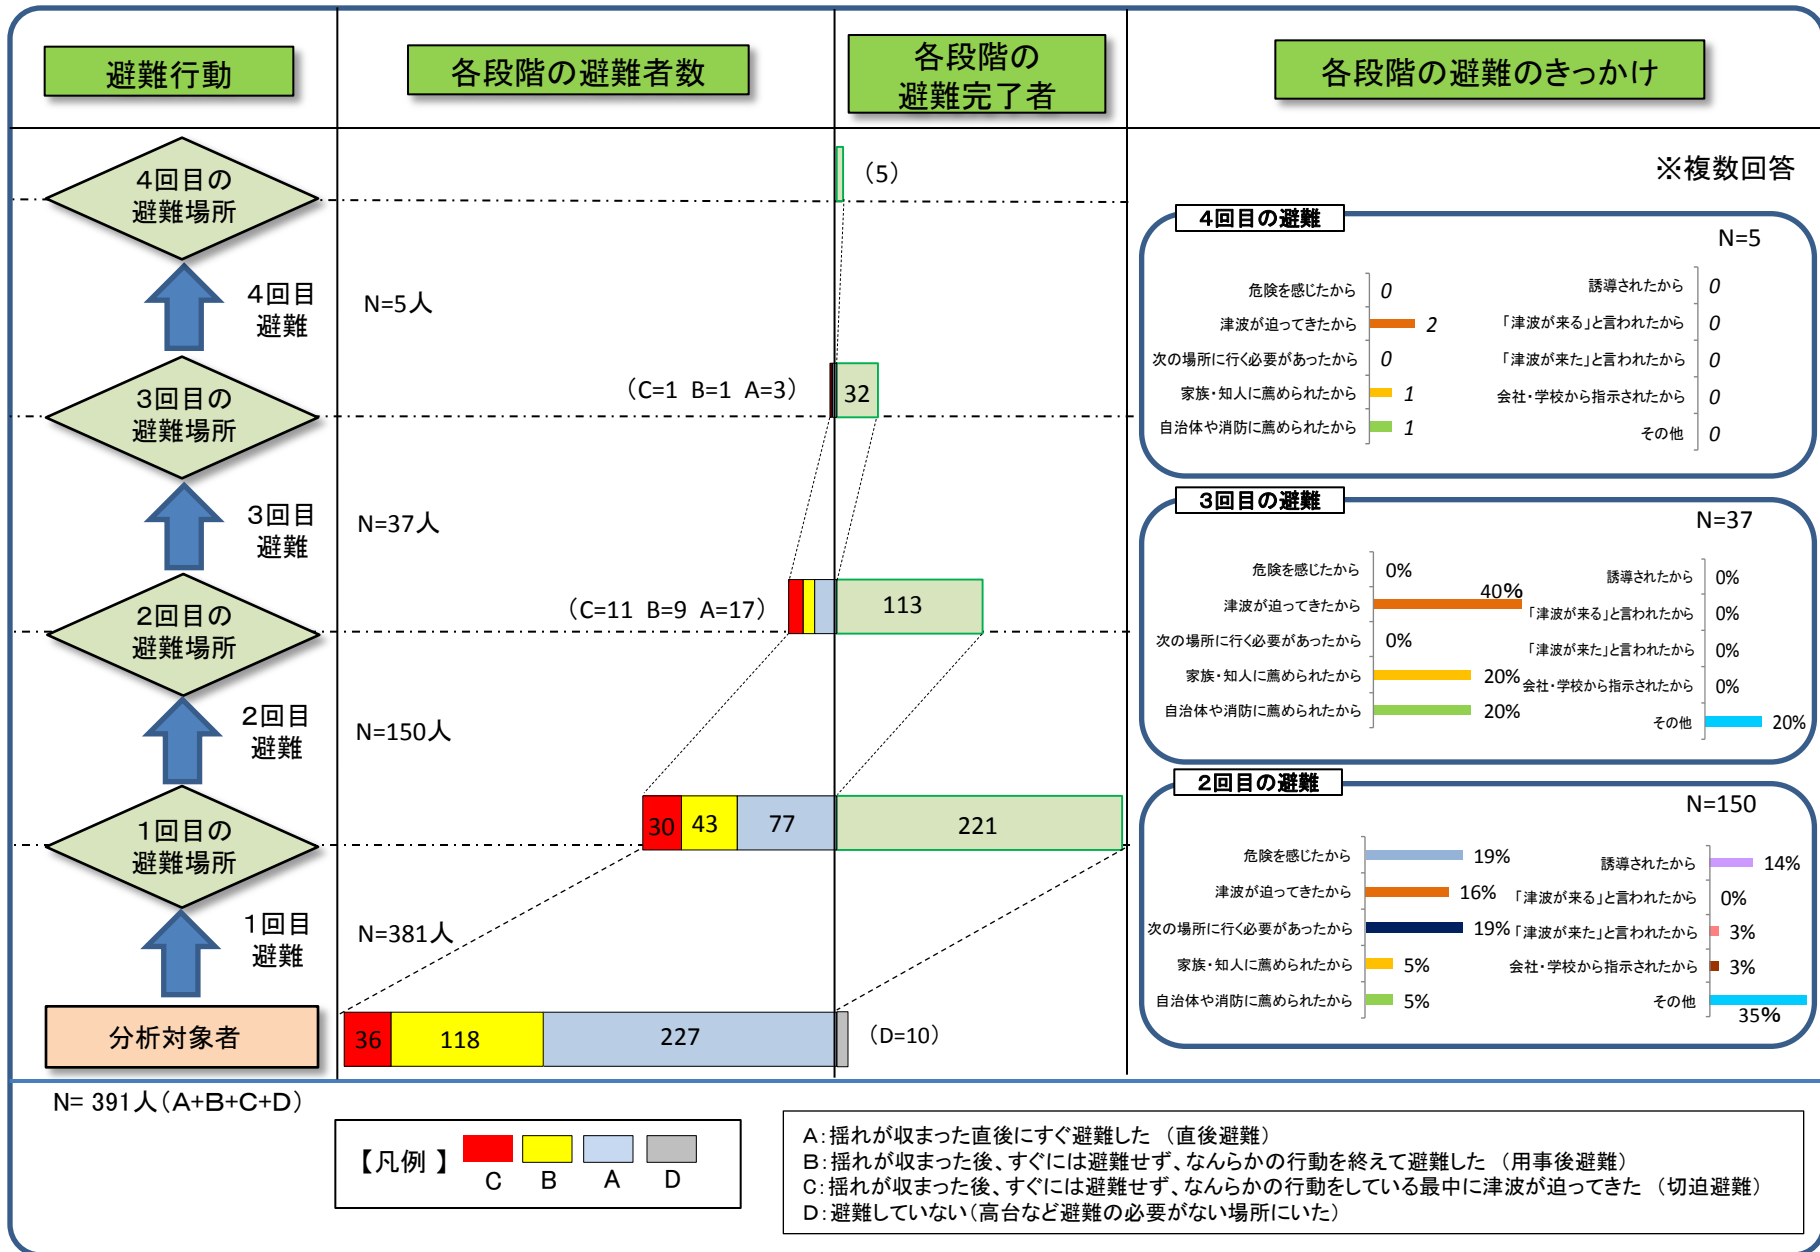 避難行動
各段階の避難者数
各段階の
避難完了者
各段階の避難のきっかけ
4回目の
避難場所
(5)
※複数回答
4回目
避難
N=5人
3回目の
避難場所
(C=1 B=1 A=3)
32
3回目
避難
N=37人
2回目の
避難場所
(C=11 B=9 A=17)
113
2回目
避難
N=150人
1回目の
避難場所
30
43
77
221
1回目
避難
N=381人
分析対象者
36
118
227
(D=10)
4回目の避難
N=5
危険を感じたから 0
津波が迫ってきたから 2
次の場所に行く必要があったから 0
家族・知人に薦められたから 1
自治体や消防に薦められたから 1
誘導されたから 0
「津波が来る」と言われたから 0
「津波が来た」と言われたから 0
会社・学校から指示されたから 0
その他 0
3回目の避難
N=37
危険を感じたから 0%
津波が迫ってきたから 40%
次の場所に行く必要があったから 0%
家族・知人に薦められたから 20%
自治体や消防に薦められたから 20%
誘導されたから 0%
「津波が来る」と言われたから 0%
「津波が来た」と言われたから 0%
会社・学校から指示されたから 0%
その他 20%
2回目の避難
N=150
危険を感じたから 19%
津波が迫ってきたから 16%
次の場所に行く必要があったから 19%
家族・知人に薦められたから 5%
自治体や消防に薦められたから 5%
誘導されたから 14%
「津波が来る」と言われたから 0%
「津波が来た」と言われたから 3%
会社・学校から指示されたから 3%
その他 35%
N= 391人(A+B+C+D)
【凡例 】
C B A D
A:揺れが収まった直後にすぐ避難した (直後避難)
B:揺れが収まった後、すぐには避難せず、なんらかの行動を終えて避難した (用事後避難)
C:揺れが収まった後、すぐには避難せず、なんらかの行動をしている最中に津波が迫ってきた (切迫避難)
D:避難していない(高台など避難の必要がない場所にいた)